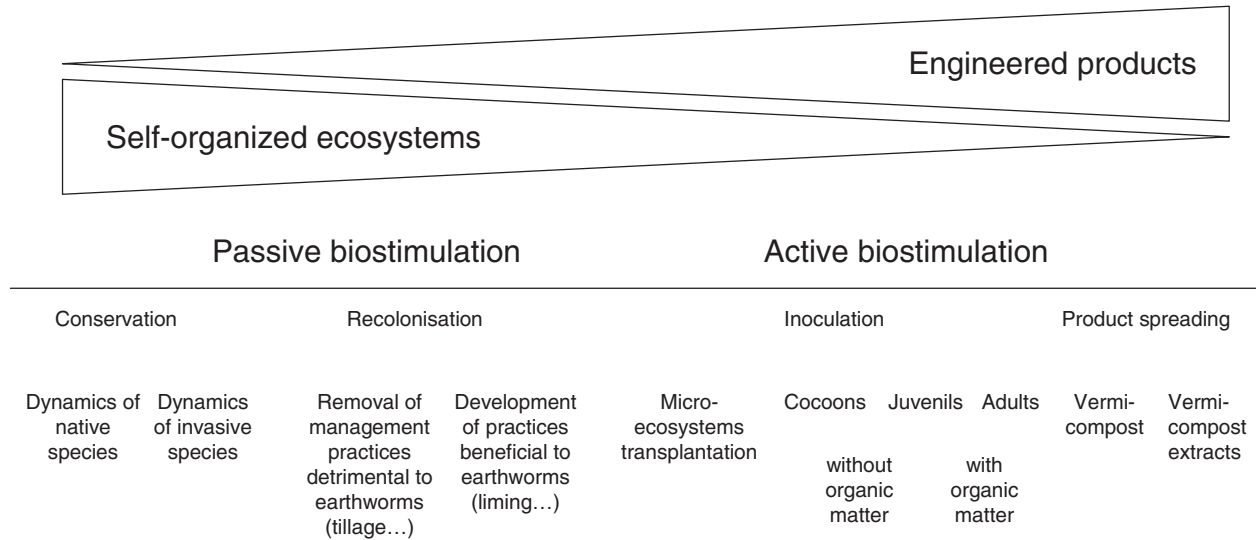 Engineered products
Self-organized ecosystems
Passive biostimulation
Active biostimulation
Conservation
Recolonisation
Inoculation
Product spreading
Dynamics of
native
species
Dynamics
of invasive
species
Removal of
management
practices
detrimental to
earthworms
(tillage…)
Development
of practices
beneficial to
earthworms
(liming…)
Micro-
ecosystems
transplantation
Cocoons
Juvenils
Adults
without
organic
matter
with
organic
matter
Vermi-
compost
Vermi-
compost
extracts